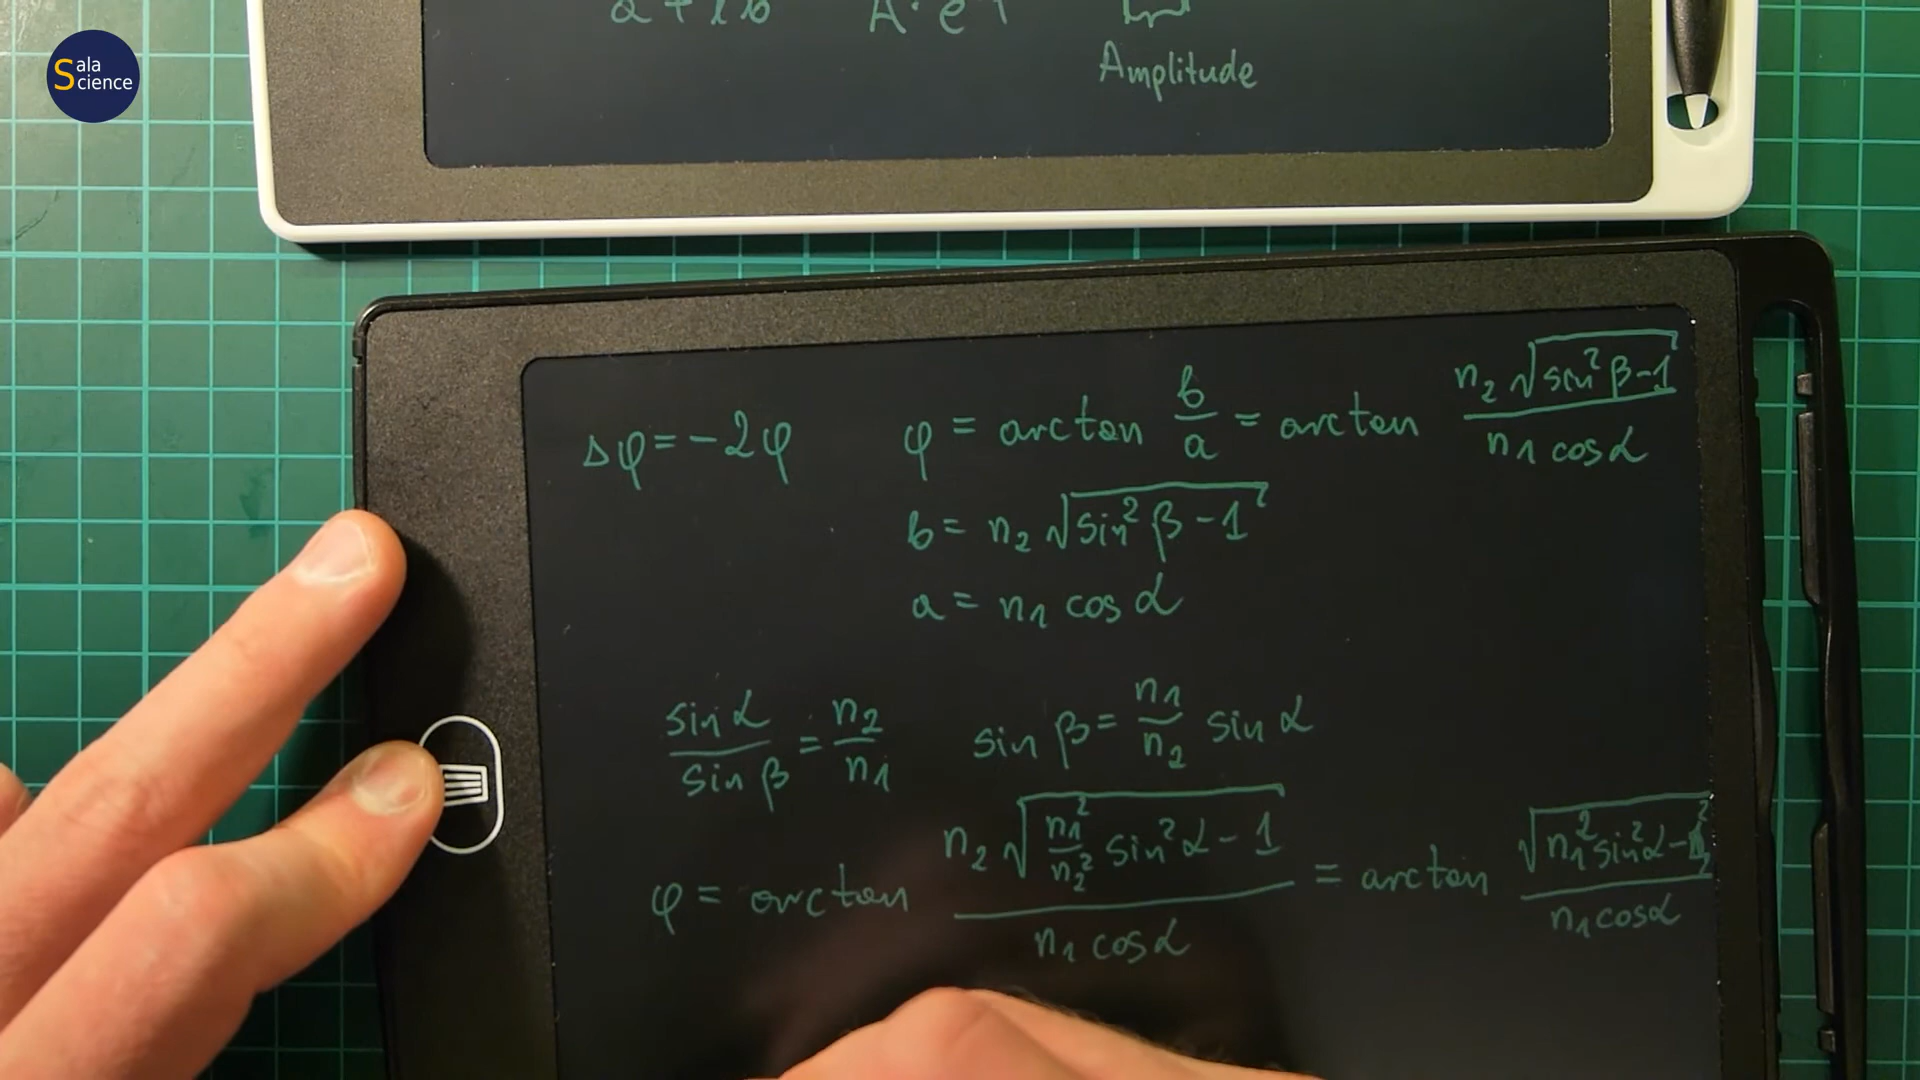 Sala
Science
a + ib A · e
Amplitude
Δφ = -2φ φ = arctan b/a = arctan n₂√(sin²β-1)/n₁ cos α
b = n₂ √(sin²β-1)
a = n₁ cos α
sin α/sin β = n₂/n₁ sin β = n₁/n₂ sin α
φ = arctan n₂√(n₁²/n₂² sin²α-1)/n₁ cos α = arctan √(n₁² sin²α-n₂²)/n₁ cos α